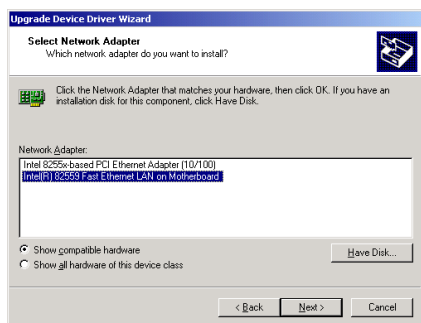 Upgrade Device Driver Wizard
Select Network Adapter
Which network adapter do you want to install?
Click the Network Adapter that matches your hardware, then click OK. If you have an
installation disk for this component, click Have Disk.
Network Adapter:
Intel 8255x-based PCI Ethernet Adapter (10/100)
Intel(R) 82559 Fast Ethernet LAN on Motherboard
Show compatible hardware
Show all hardware of this device class
Have Disk...
< Back
Next >
Cancel